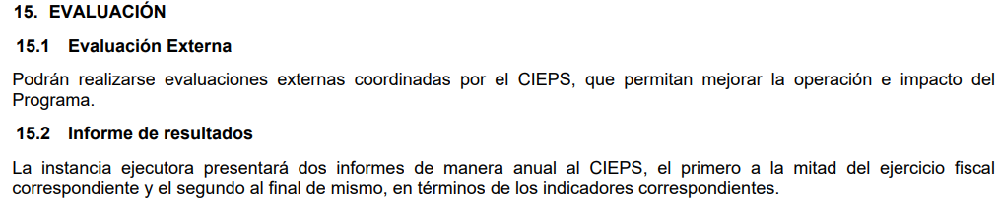 15. EVALUACIÓN
15.1 Evaluación Externa
Podrán realizarse evaluaciones externas coordinadas por el CIEPS, que permitan mejorar la operación e impacto del
Programa.
15.2 Informe de resultados
La instancia ejecutora presentará dos informes de manera anual al CIEPS, el primero a la mitad del ejercicio fiscal
correspondiente y el segundo al final de mismo, en términos de los indicadores correspondientes.